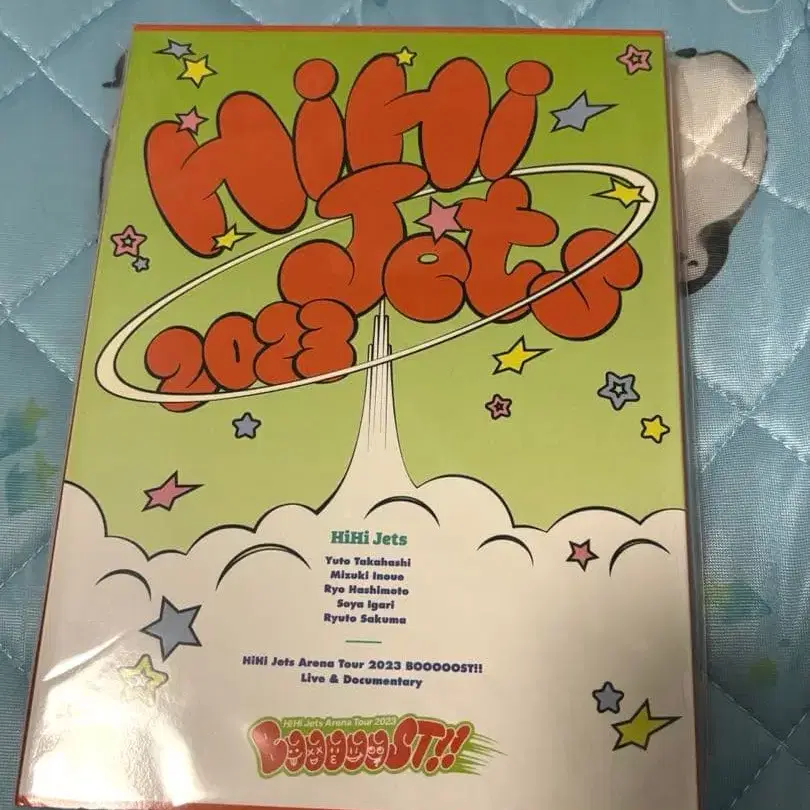 HiHi
Jets
2023
HiHi Jets
Yuto Takahashi
Mizuki Inoue
Ryo Hashimoto
Soya Igari
Ryuto Sakuma
HiHi Jets Arena Tour 2023 BOOOOOST!!
Live & Documentary
HiHi Jets Arena Tour 2023
BOOOOOST!!